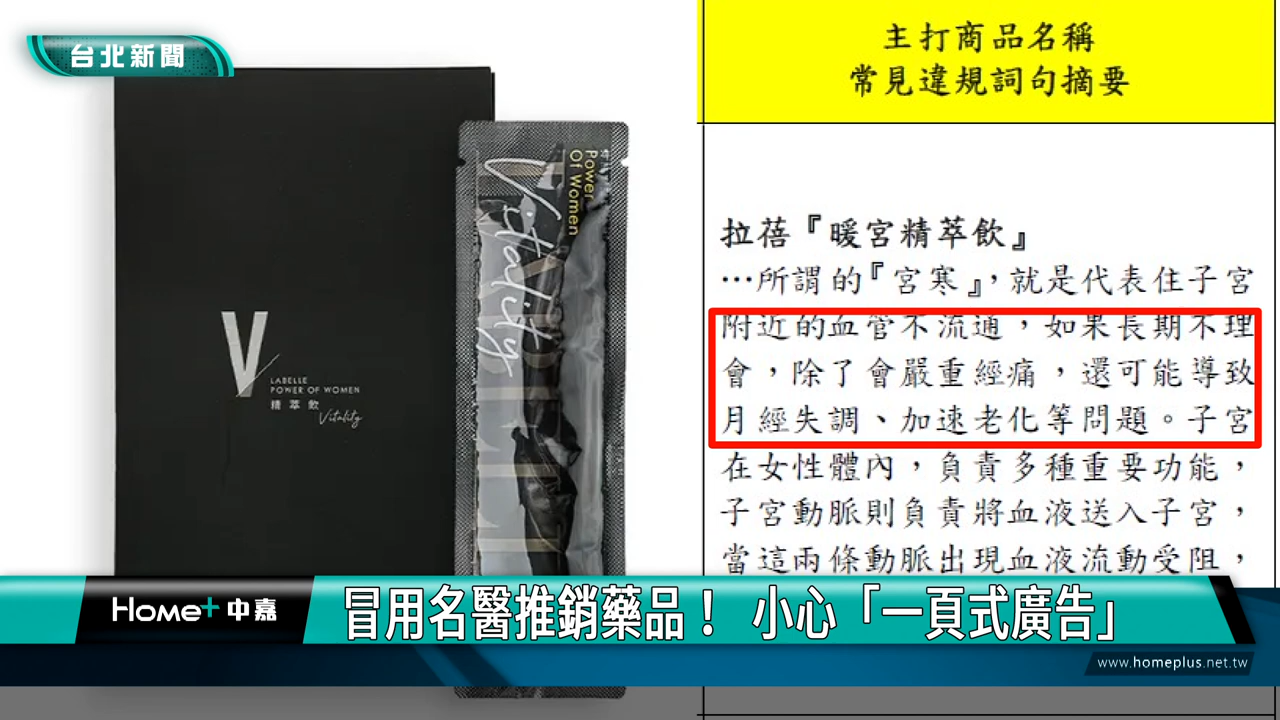 台北新聞
主打商品名稱
常見違規詞句摘要
V
LABELLE
POWER OF WOMEN
精萃飲
Vitality
Power
Of Women
Vitality
拉蓓『暖宮精萃飲』
…所謂的『宮寒』，就是代表住子宮
附近的血管不流通，如果長期不理
會，除了會嚴重經痛，還可能導致
月經失調、加速老化等問題。子宮
在女性體內，負責多種重要功能，
子宮動脈則負責將血液送入子宮，
當這兩條動脈出現血液流動受阻，
Home+ 中嘉
冒用名醫推銷藥品！ 小心「一頁式廣告」
www.homeplus.net.tw